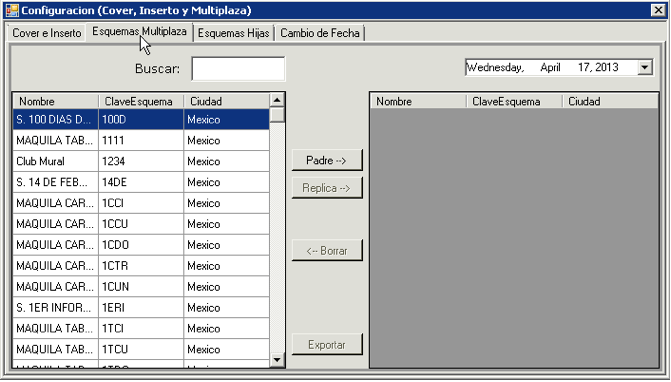 Configuracion (Cover, Inserto y Multiplaza)
Cover e Inserto Esquemas Multiplaza Esquemas Hijas Cambio de Fecha
Buscar: Wednesday, April 17, 2013
Nombre ClaveEsquema Ciudad Nombre ClaveEsquema Ciudad
S. 100 DIAS D... 100D Mexico
MAQUILA TAB... 1111 Mexico
Club Mural 1234 Mexico
Padre -->
S. 14 DE FEB... 14DE Mexico
Replica -->
MAQUILA CAR... 1CCI Mexico
MAQUILA CAR... 1CCU Mexico
MAQUILA CAR... 1CDO Mexico
<-- Borrar
MAQUILA CAR... 1CTR Mexico
MAQUILA CAR... 1CUN Mexico
S. 1ER INFOR... 1ERI Mexico
MAQUILA TAB... 1TCI Mexico
MAQUILA TAB... 1TCU Mexico
Exportar
MAQUILA TAB... Mexico